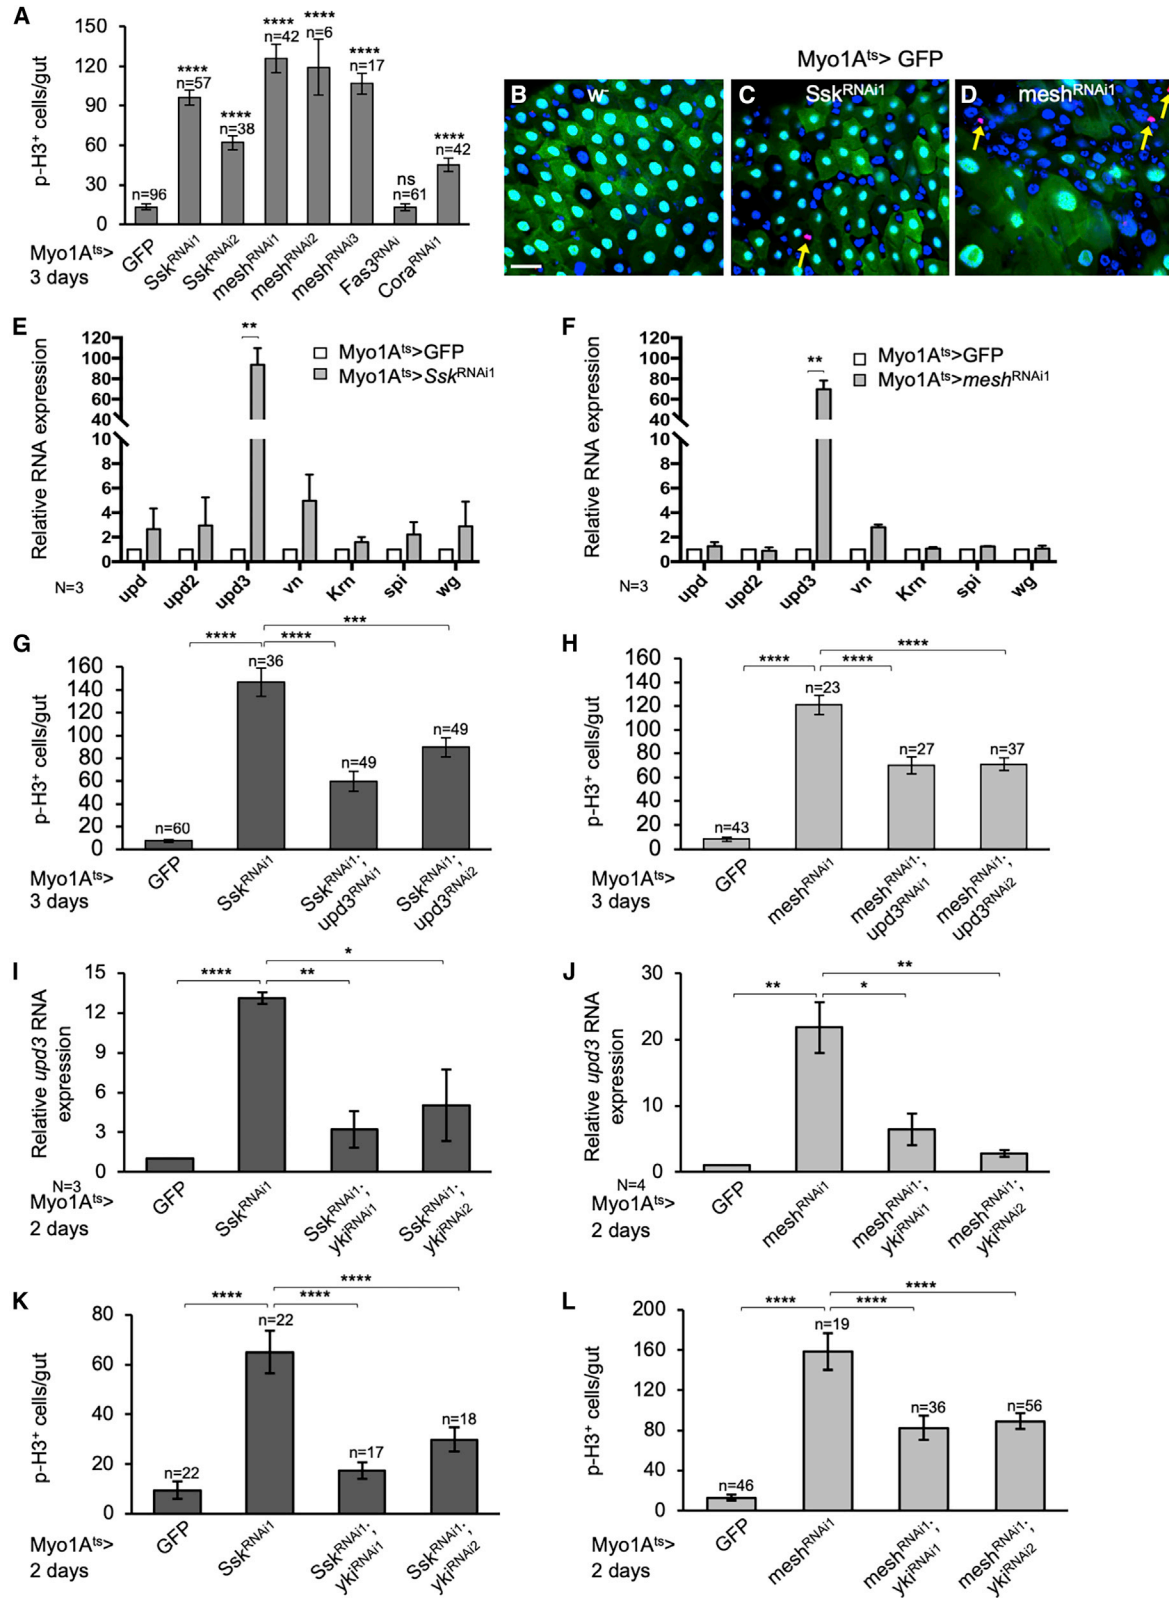 A
150
120
90
60
30
0
p-H3+ cells/gut
n=96
****
n=57
****
n=38
****
n=42
****
n=6
****
n=17
ns
n=61
****
n=42
Myo1Ats>
3 days
GFP
SskRNAi1
SskRNAi2
meshRNAi1
meshRNAi2
meshRNAi3
Fas3RNAi
CoraRNAi1
Myo1Ats> GFP
B
w-
C
SskRNAi1
D
meshRNAi1
E
120
100
80
60
40
10
8
6
4
2
0
Relative RNA expression
**
Myo1Ats>GFP
Myo1Ats>SskRNAi1
N=3
upd
upd2
upd3
vn
Krn
spi
wg
F
120
100
80
60
40
10
8
6
4
2
0
Relative RNA expression
**
Myo1Ats>GFP
Myo1Ats>meshRNAi1
N=3
upd
upd2
upd3
vn
Krn
spi
wg
G
160
140
120
100
80
60
40
20
0
p-H3+ cells/gut
****
****
***
n=60
n=36
n=49
n=49
Myo1Ats>
3 days
GFP
SskRNAi1
SskRNAi1;
upd3RNAi1
SskRNAi1;
upd3RNAi2
H
160
140
120
100
80
60
40
20
0
p-H3+ cells/gut
****
****
****
n=43
n=23
n=27
n=37
Myo1Ats>
3 days
GFP
meshRNAi1
meshRNAi1;
upd3RNAi1
meshRNAi1;
upd3RNAi2
I
15
12
9
6
3
0
Relative upd3 RNA
expression
****
**
*
N=3
Myo1Ats>
2 days
GFP
SskRNAi1
SskRNAi1;
ykiRNAi1
SskRNAi1;
ykiRNAi2
J
30
20
10
0
Relative upd3 RNA
expression
**
*
**
N=4
Myo1Ats>
2 days
GFP
meshRNAi1
meshRNAi1;
ykiRNAi1
meshRNAi1;
ykiRNAi2
K
80
60
40
20
0
p-H3+ cells/gut
****
****
****
n=22
n=22
n=17
n=18
Myo1Ats>
2 days
GFP
SskRNAi1
SskRNAi1;
ykiRNAi1
SskRNAi1;
ykiRNAi2
L
200
160
120
80
40
0
p-H3+ cells/gut
****
****
****
n=46
n=19
n=36
n=56
Myo1Ats>
2 days
GFP
meshRNAi1
meshRNAi1;
ykiRNAi1
meshRNAi1;
ykiRNAi2